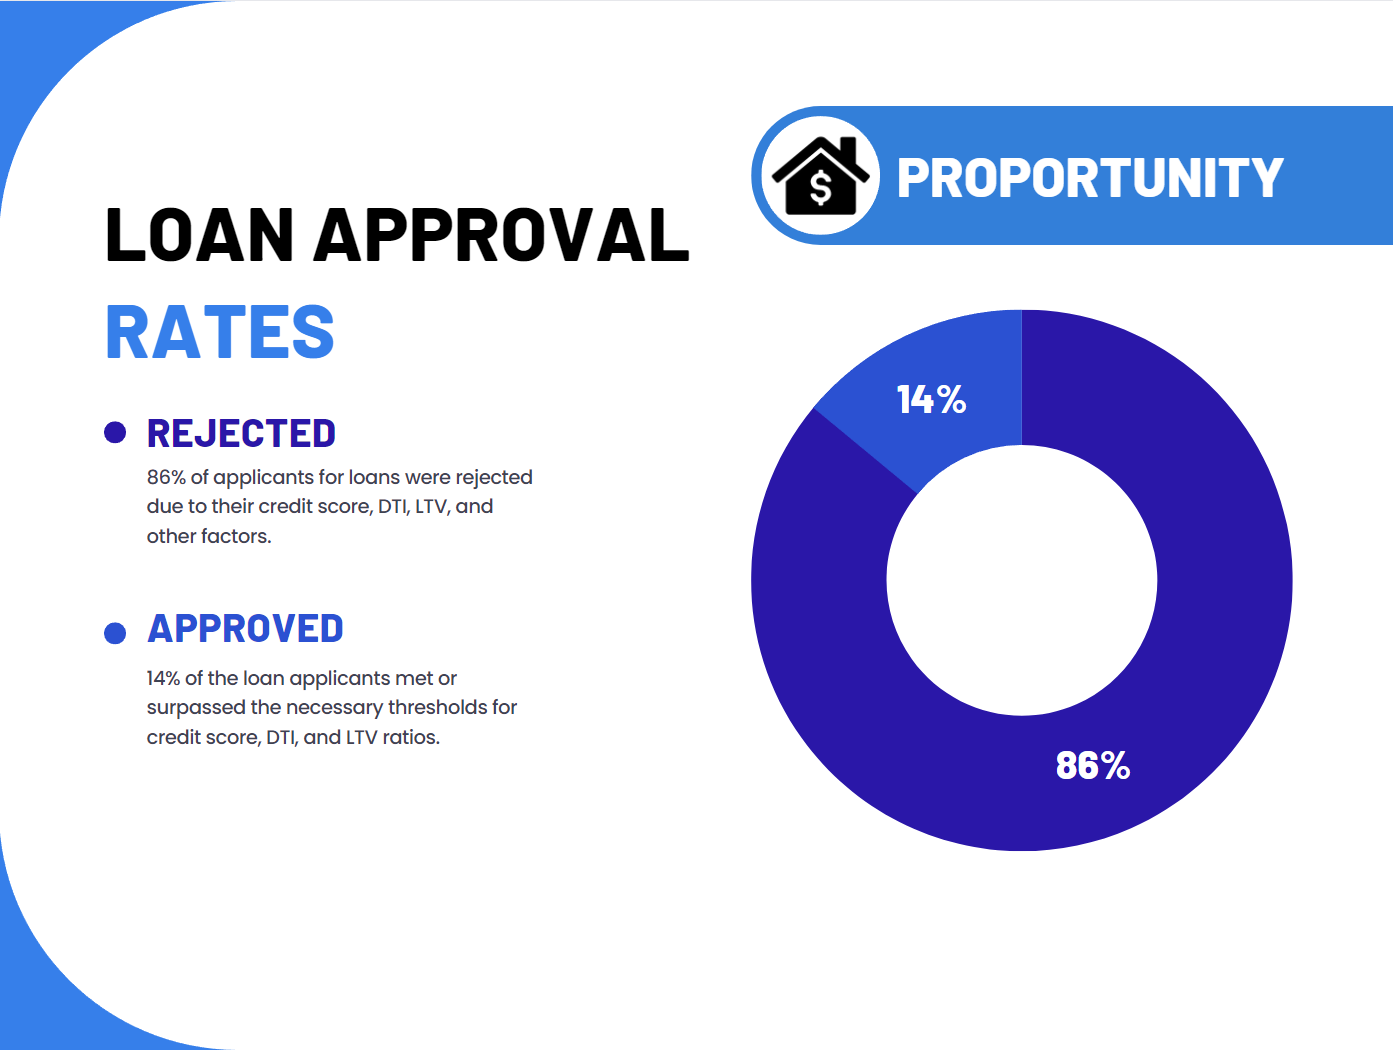 PROPORTUNITY
$
LOAN APPROVAL
RATES
REJECTED
86% of applicants for loans were rejected
due to their credit score, DTI, LTV, and
other factors.
APPROVED
14% of the loan applicants met or
surpassed the necessary thresholds for
credit score, DTI, and LTV ratios.
14%
86%